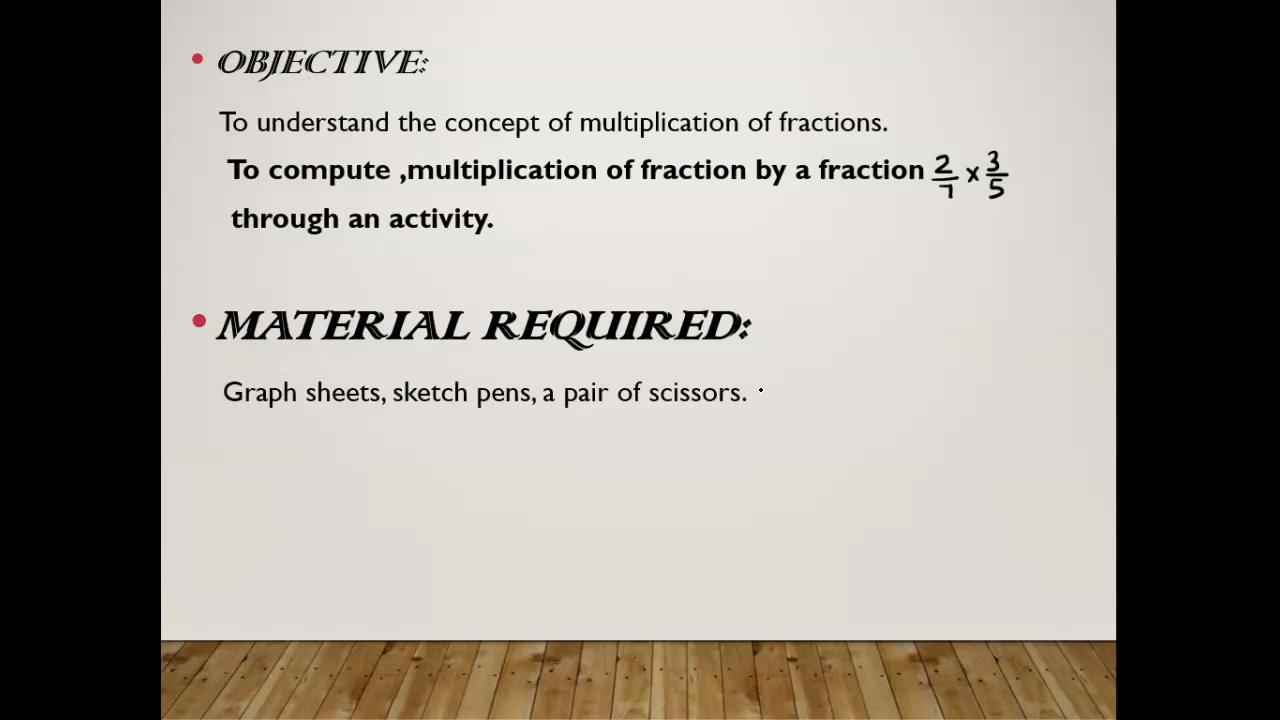 • OBJECTIVE:
To understand the concept of multiplication of fractions.
To compute ,multiplication of fraction by a fraction 2/7 x 3/5
through an activity.
• MATERIAL REQUIRED:
Graph sheets, sketch pens, a pair of scissors.